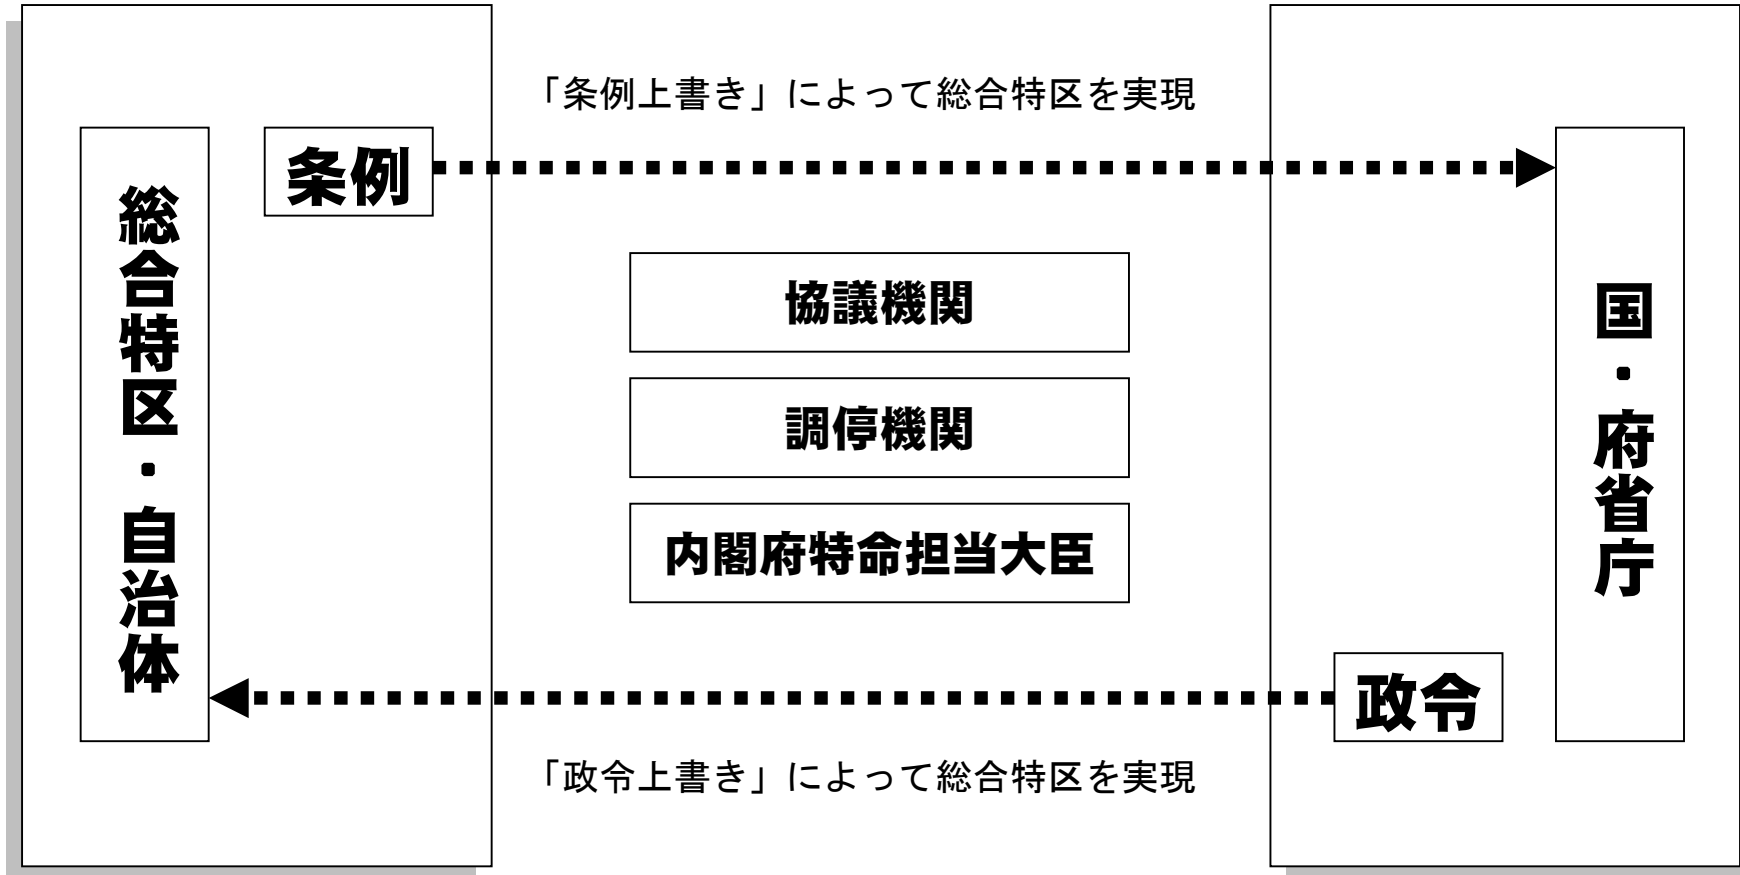 「条例上書き」によって総合特区を実現
総合特区・自治体
条例
協議機関
調停機関
内閣府特命担当大臣
国・府省庁
政令
「政令上書き」によって総合特区を実現